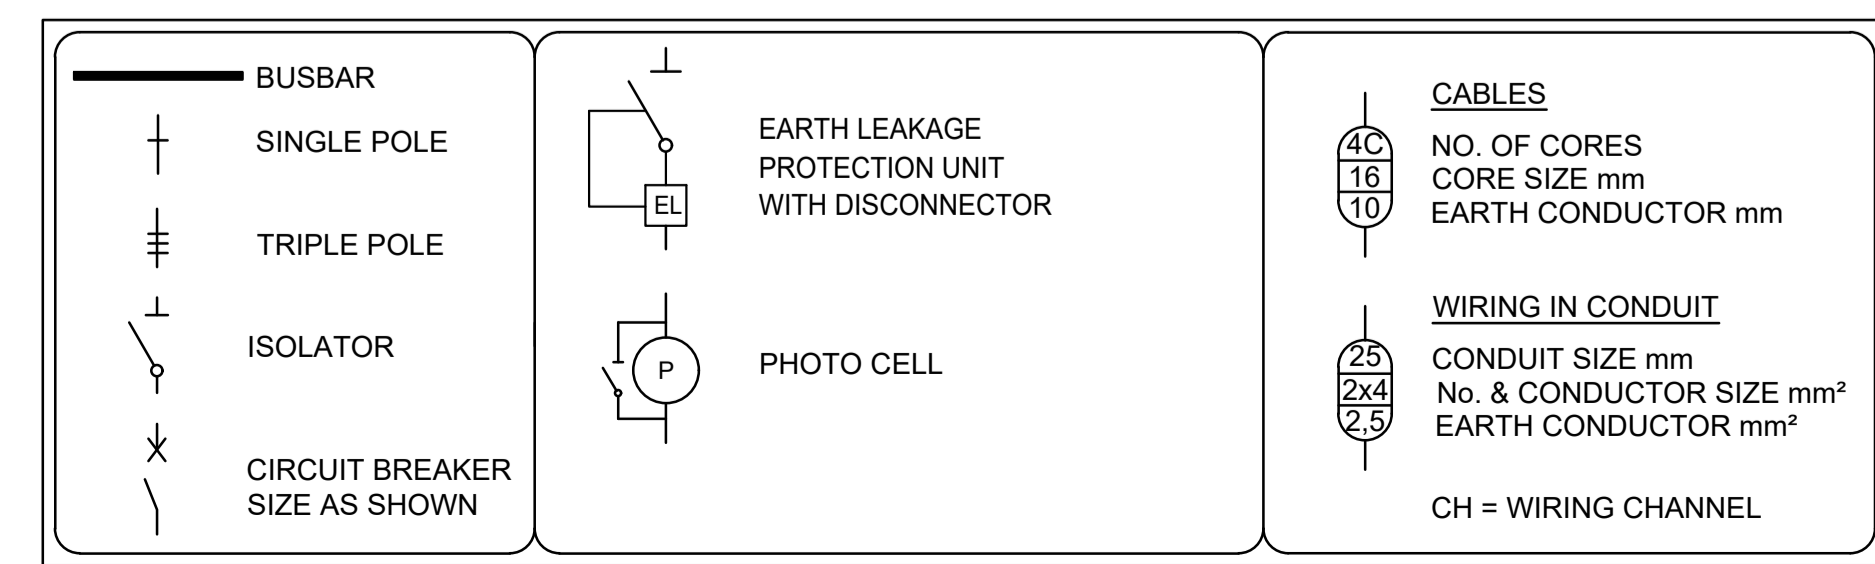 BUSBAR
SINGLE POLE
TRIPLE POLE
ISOLATOR
CIRCUIT BREAKER
SIZE AS SHOWN
EARTH LEAKAGE
PROTECTION UNIT
WITH DISCONNECTOR
EL
PHOTO CELL
P
CABLES
4C NO. OF CORES
16 CORE SIZE mm
10 EARTH CONDUCTOR mm
WIRING IN CONDUIT
25 CONDUIT SIZE mm
2x4 No. & CONDUCTOR SIZE mm²
2,5 EARTH CONDUCTOR mm²
CH = WIRING CHANNEL